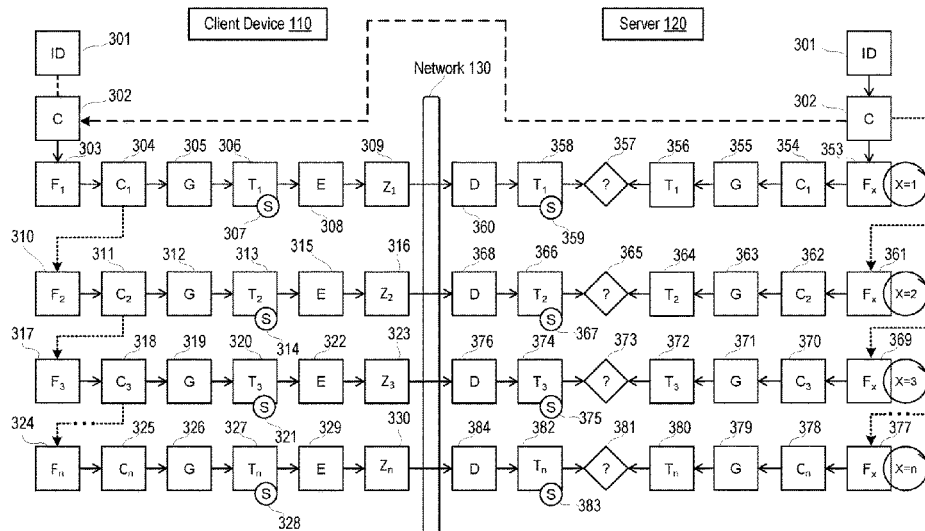 Client Device 110 Server 120
301 Network 130 301
ID ID
302 302
C C
303 304 305 306 309 358 357 356 355 354 353
F₁ C₁ G T₁ E Z₁ D T₁ ? T₁ G C₁ Fₓ X=1
S S
307 308 360 359
310 311 312 313 315 316 368 366 365 364 363 362 361
F₂ C₂ G T₂ E Z₂ D T₂ ? T₂ G C₂ Fₓ X=2
S S
314 367
317 318 319 320 322 323 376 374 373 372 371 370 369
F₃ C₃ G T₃ E Z₃ D T₃ ? T₃ G C₃ Fₓ X=3
S S
321 375
324 325 326 327 329 330 384 382 381 380 379 378 377
Fₙ Cₙ G Tₙ E Zₙ D Tₙ ? Tₙ G Cₙ Fₓ X=n
S S
328 383